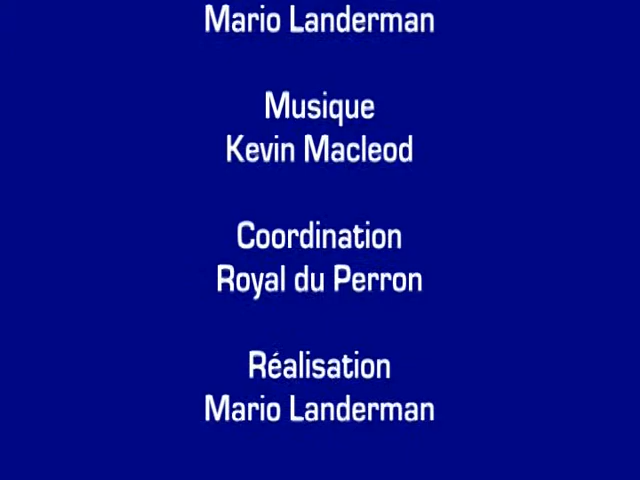 Mario Landerman
Musique
Kevin Macleod
Coordination
Royal du Perron
Réalisation
Mario Landerman